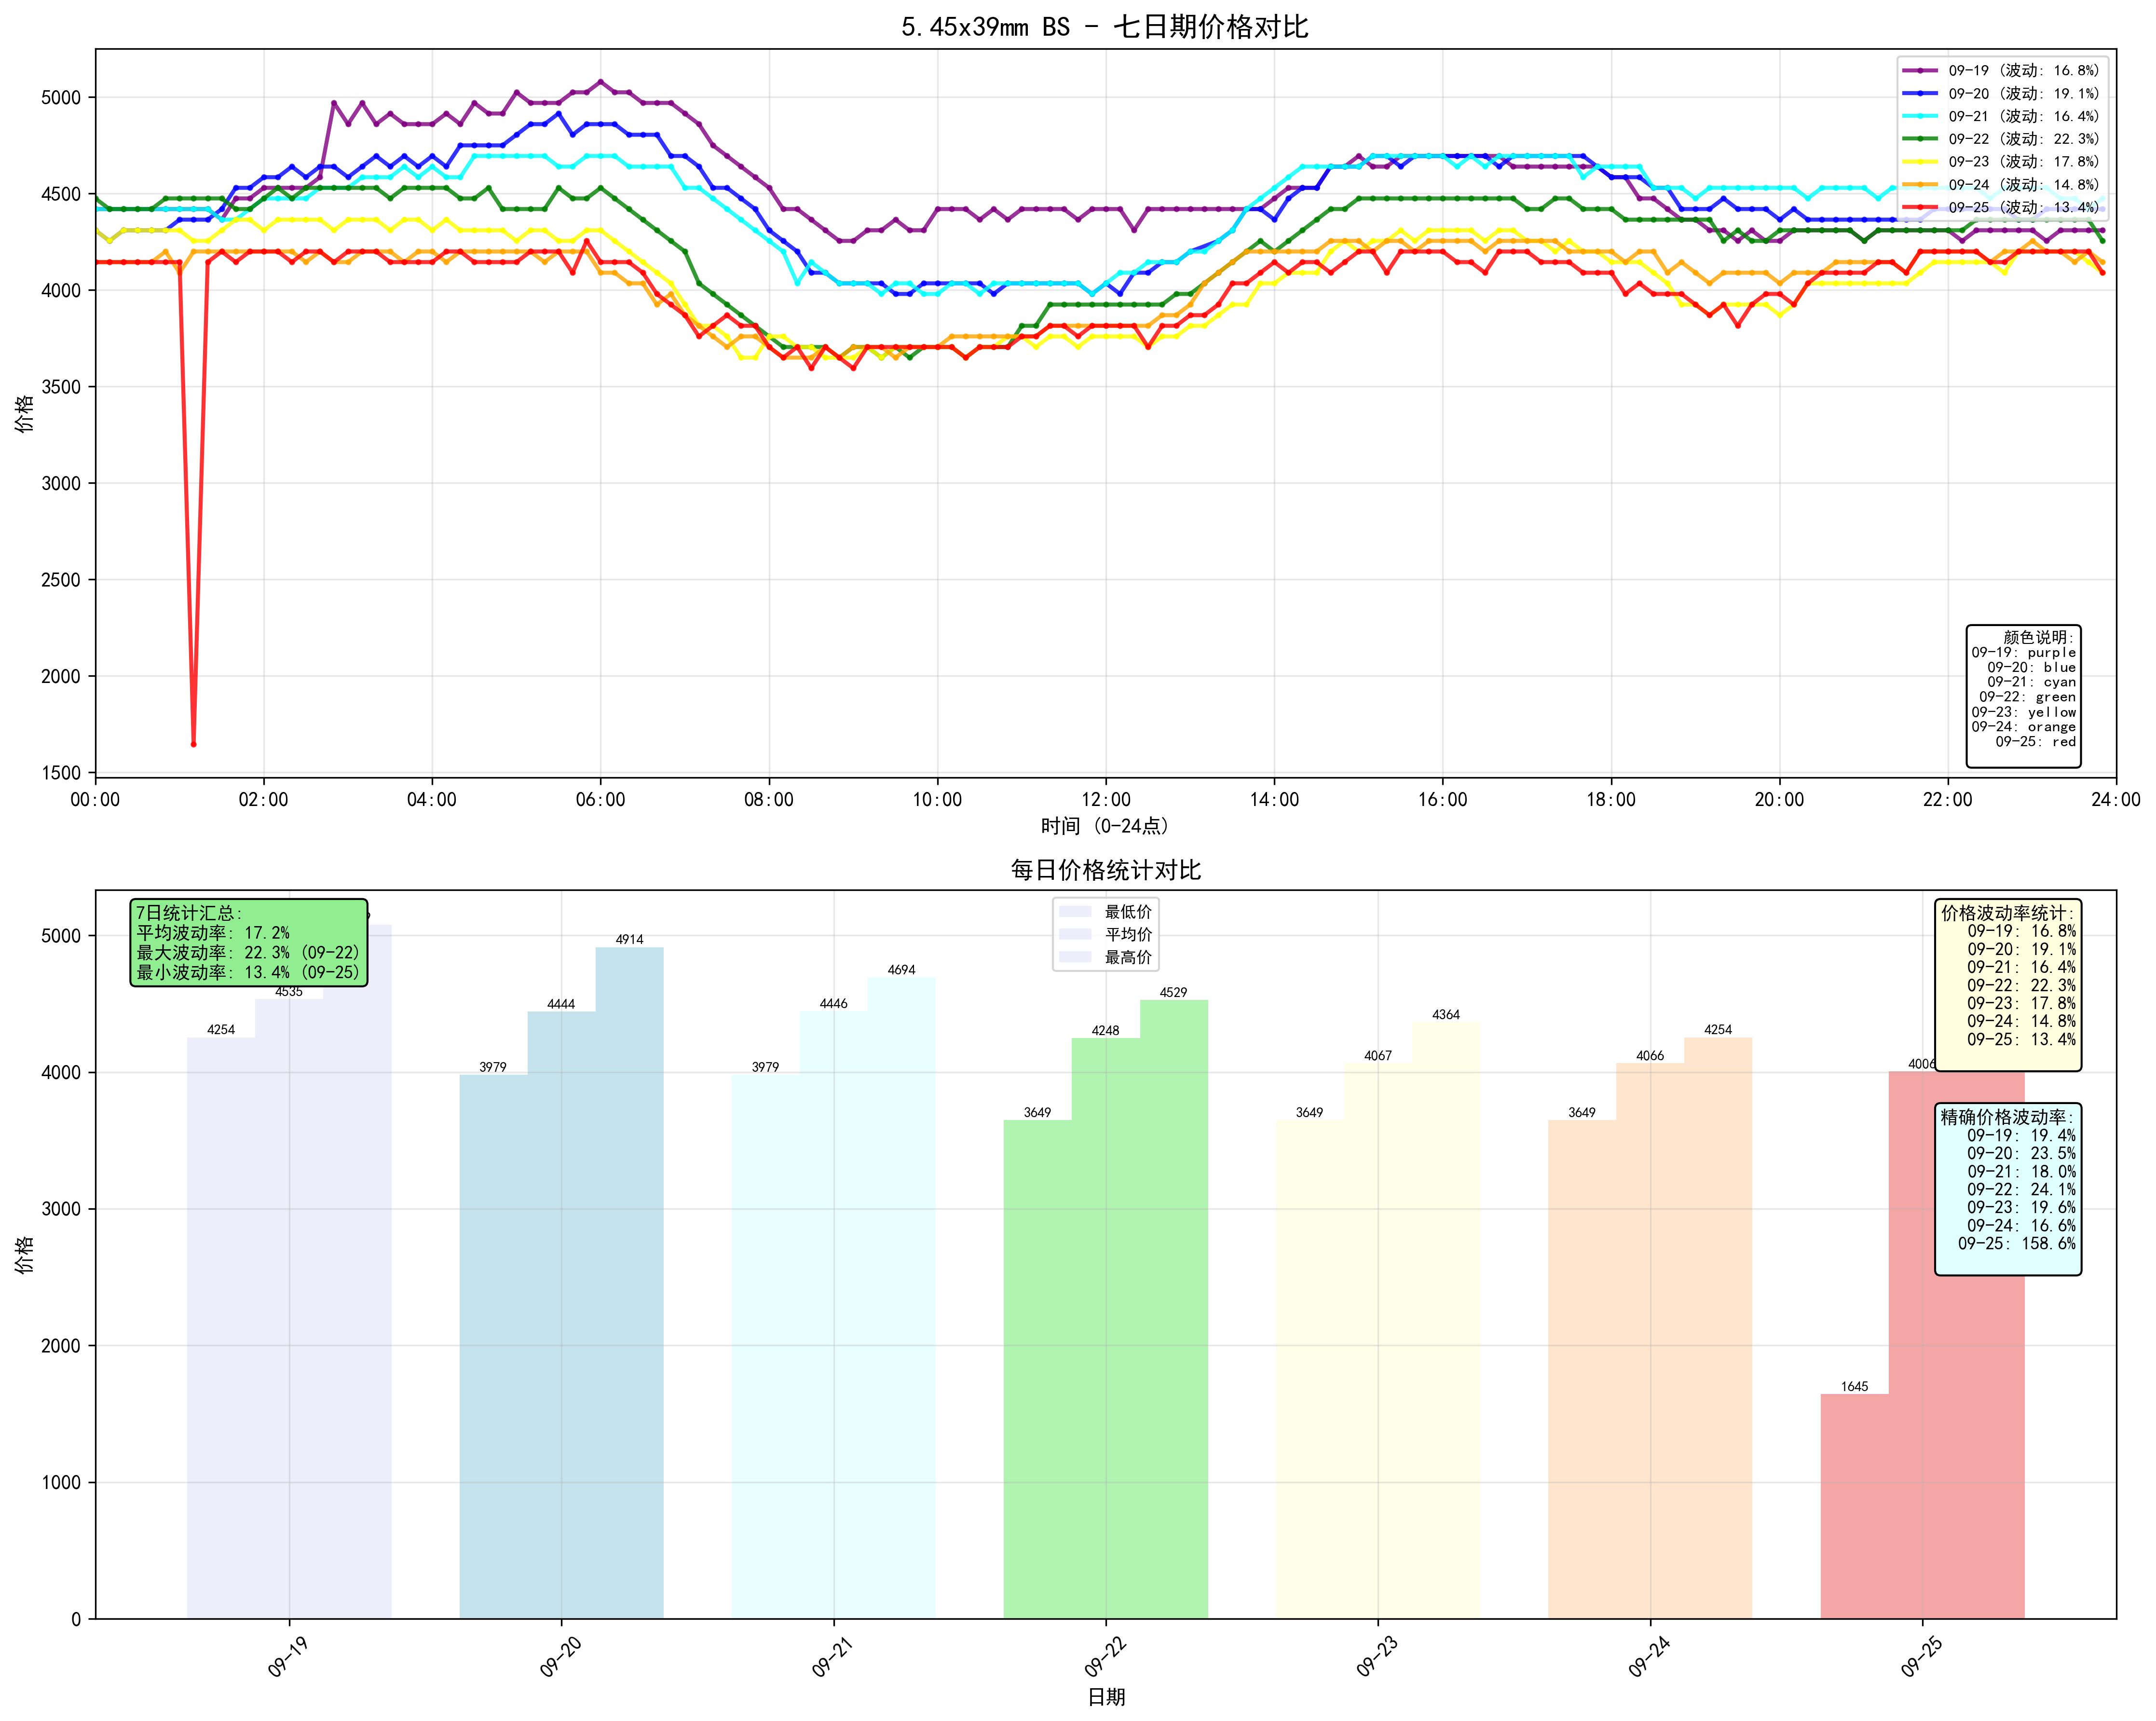 5.45x39mm BS - 七日期价格对比
价格
5000
4500
4000
3500
3000
2500
2000
1500
09-19 (波动: 16.8%)
09-20 (波动: 19.1%)
09-21 (波动: 16.4%)
09-22 (波动: 22.3%)
09-23 (波动: 17.8%)
09-24 (波动: 14.8%)
09-25 (波动: 13.4%)
颜色说明:
09-19: purple
09-20: blue
09-21: cyan
09-22: green
09-23: yellow
09-24: orange
09-25: red
00:00 02:00 04:00 06:00 08:00 10:00 12:00 14:00 16:00 18:00 20:00 22:00 24:00
时间 (0-24点)
每日价格统计对比
价格
5000
4000
3000
2000
1000
0
7日统计汇总:
平均波动率: 17.2%
最大波动率: 22.3% (09-22)
最小波动率: 13.4% (09-25)
最低价
平均价
最高价
价格波动率统计:
09-19: 16.8%
09-20: 19.1%
09-21: 16.4%
09-22: 22.3%
09-23: 17.8%
09-24: 14.8%
09-25: 13.4%
精确价格波动率:
09-19: 19.4%
09-20: 23.5%
09-21: 18.0%
09-22: 24.1%
09-23: 19.6%
09-24: 16.6%
09-25: 158.6%
4254 4535
3979 4444 4914
3979 4446 4694
3649 4248 4529
3649 4067 4364
3649 4066 4254
1645 4006
09-19 09-20 09-21 09-22 09-23 09-24 09-25
日期